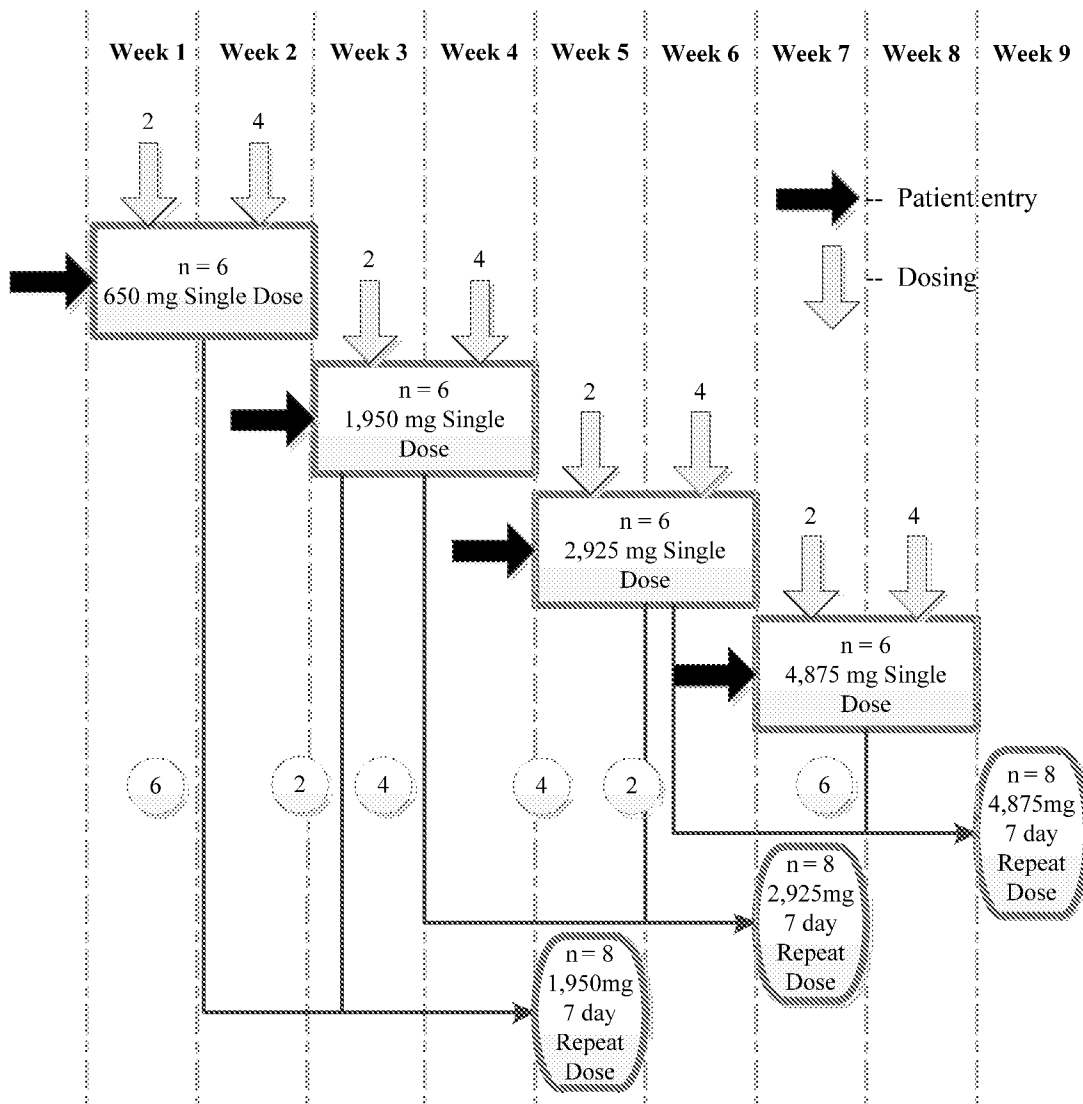 Week 1 Week 2 Week 3 Week 4 Week 5 Week 6 Week 7 Week 8 Week 9
2 4
Patient entry
n = 6
650 mg Single Dose
2 4
Dosing
n = 6
1,950 mg Single
Dose
2 4
n = 6
2,925 mg Single
Dose
2 4
n = 6
4,875 mg Single
Dose
6 2 4 4 2 6
n = 8
4,875mg
7 day
Repeat
Dose
n = 8
2,925mg
7 day
Repeat
Dose
n = 8
1,950mg
7 day
Repeat
Dose